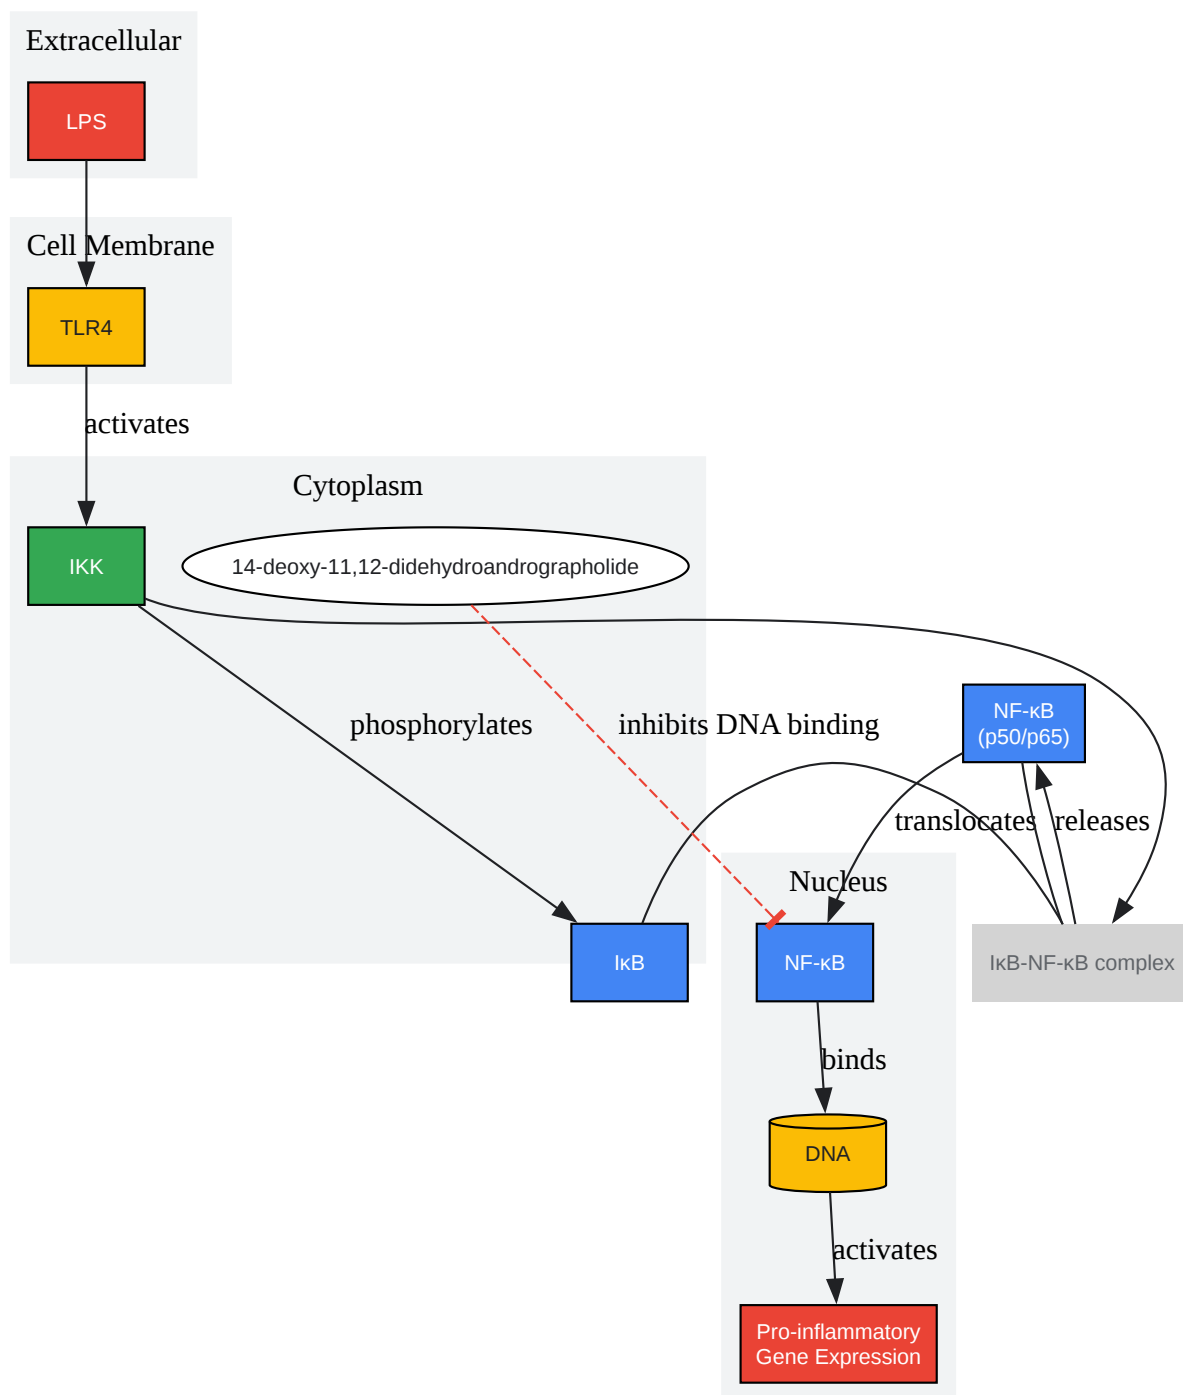 Extracellular
LPS
Cell Membrane
TLR4
activates
Cytoplasm
IKK
14-deoxy-11,12-didehydroandrographolide
phosphorylates
inhibits DNA binding
NF-κB
(p50/p65)
translocates
releases
Nucleus
IκB
NF-κB
IκB-NF-κB complex
binds
DNA
activates
Pro-inflammatory
Gene Expression